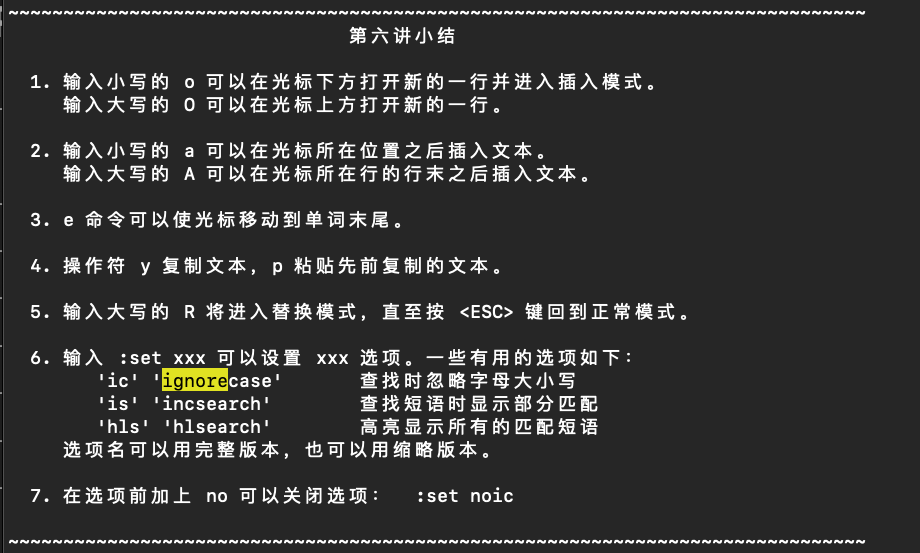 ~~~~~~~~~~~~~~~~~~~~~~~~~~~~~~~~~~~~~~~~~~~~~~~~~~~~~~~~~~~~~~~~~~~~~~~~~~~~~~
第六讲小结
1. 输入小写的 o 可以在光标下方打开新的一行并进入插入模式。
输入大写的 O 可以在光标上方打开新的一行。
2. 输入小写的 a 可以在光标所在位置之后插入文本。
输入大写的 A 可以在光标所在行的行末之后插入文本。
3. e 命令可以使光标移动到单词末尾。
4. 操作符 y 复制文本，p 粘贴先前复制的文本。
5. 输入大写的 R 将进入替换模式，直至按 <ESC> 键回到正常模式。
6. 输入 :set xxx 可以设置 xxx 选项。一些有用的选项如下：
'ic' 'ignorecase' 查找时忽略字母大小写
'is' 'incsearch' 查找短语时显示部分匹配
'hls' 'hlsearch' 高亮显示所有的匹配短语
选项名可以用完整版本，也可以用缩略版本。
7. 在选项前加上 no 可以关闭选项： :set noic
~~~~~~~~~~~~~~~~~~~~~~~~~~~~~~~~~~~~~~~~~~~~~~~~~~~~~~~~~~~~~~~~~~~~~~~~~~~~~~